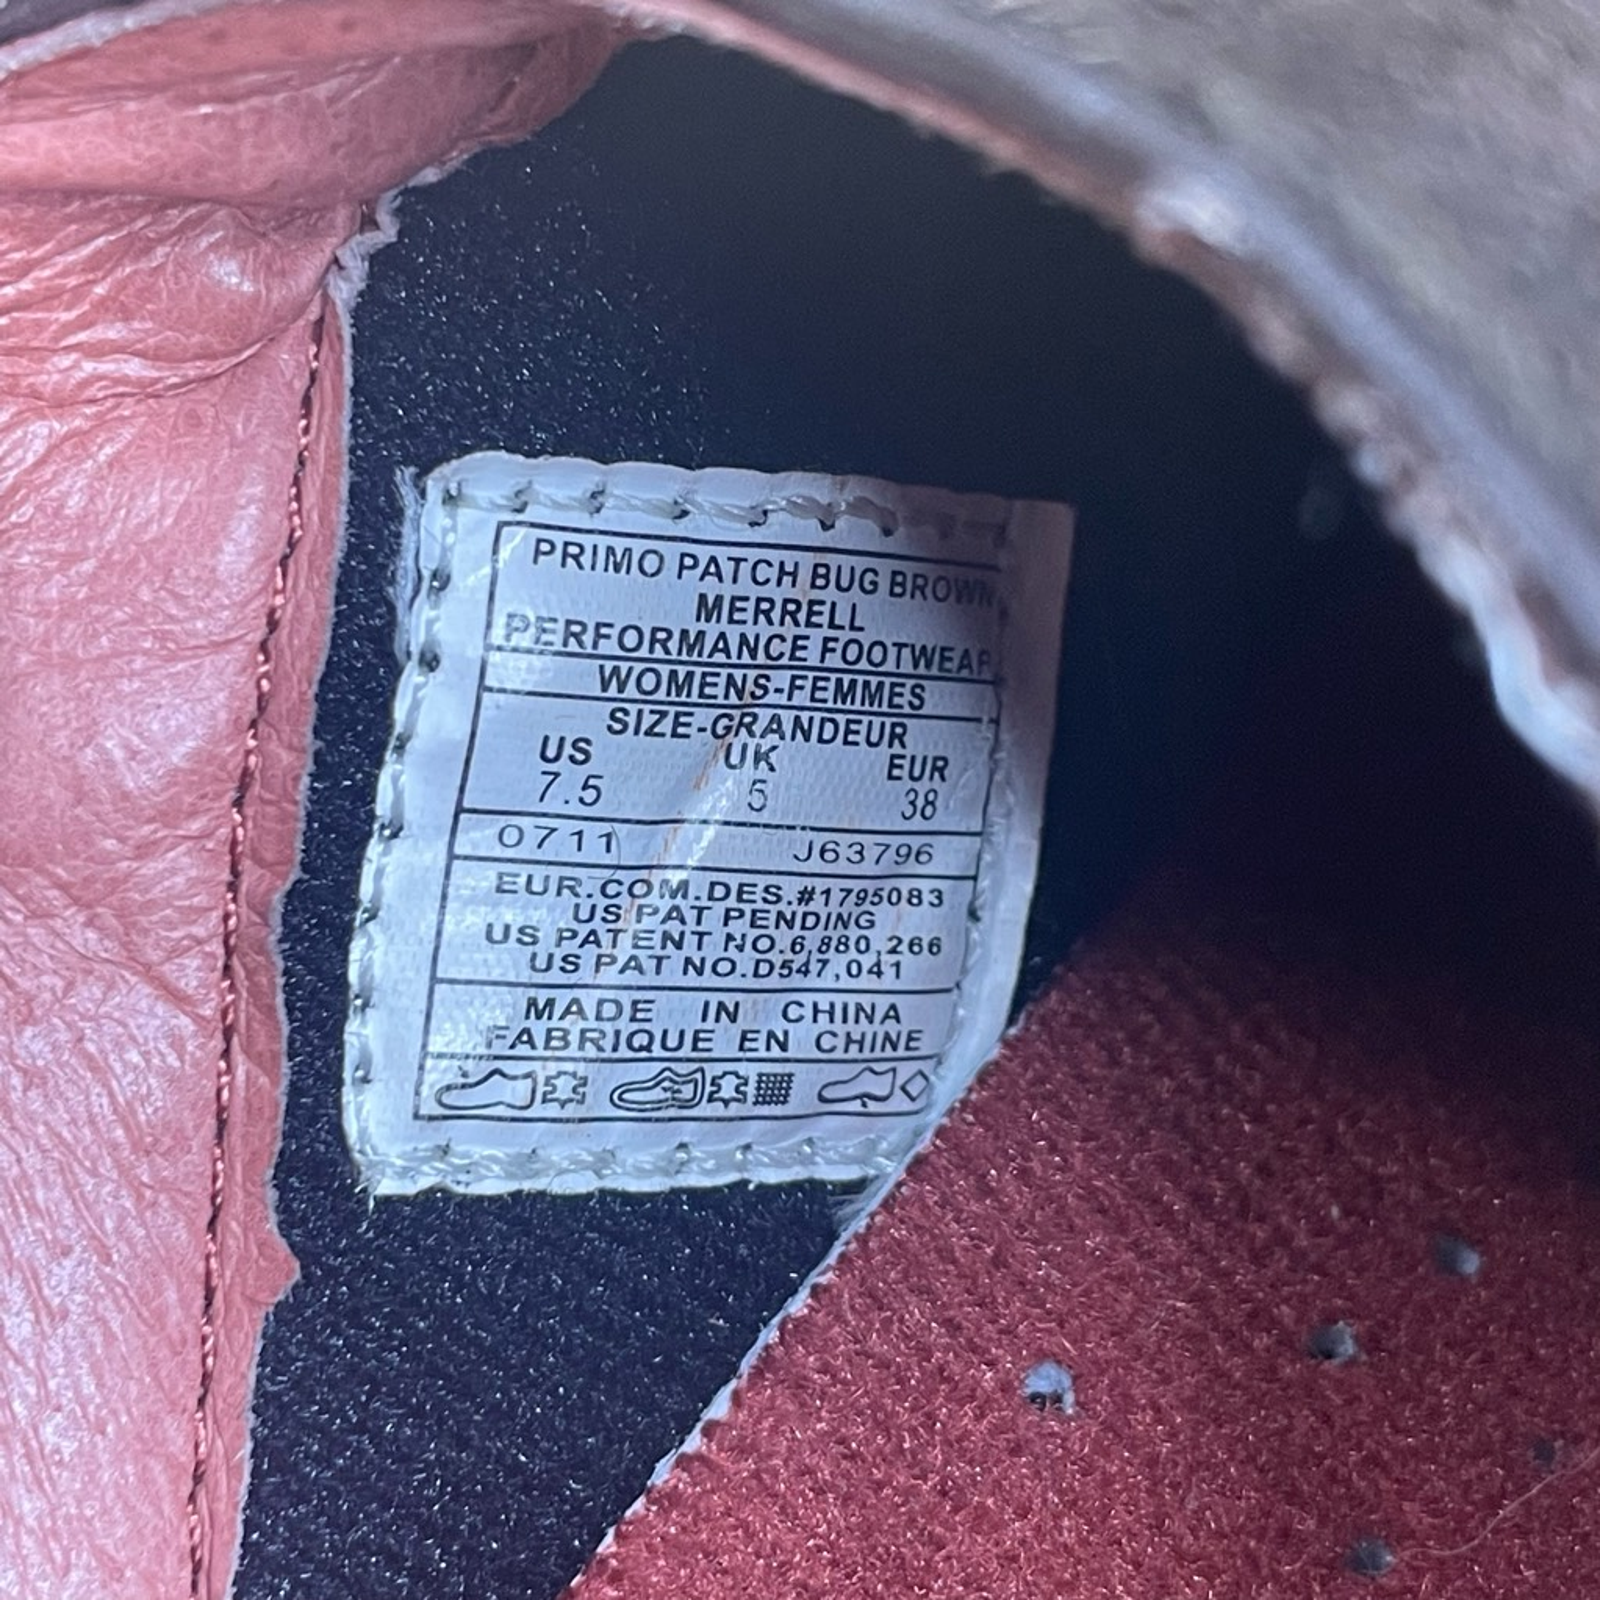 PRIMO PATCH BUG BROWN
MERRELL
PERFORMANCE FOOTWEAR
WOMENS-FEMMES
SIZE-GRANDEUR
US UK EUR
7.5 5 38
0711 J63796
EUR.COM.DES.#1795083
US PAT PENDING
US PATENT NO.6,880,266
US PAT NO.D547,041
MADE IN CHINA
FABRIQUE EN CHINE